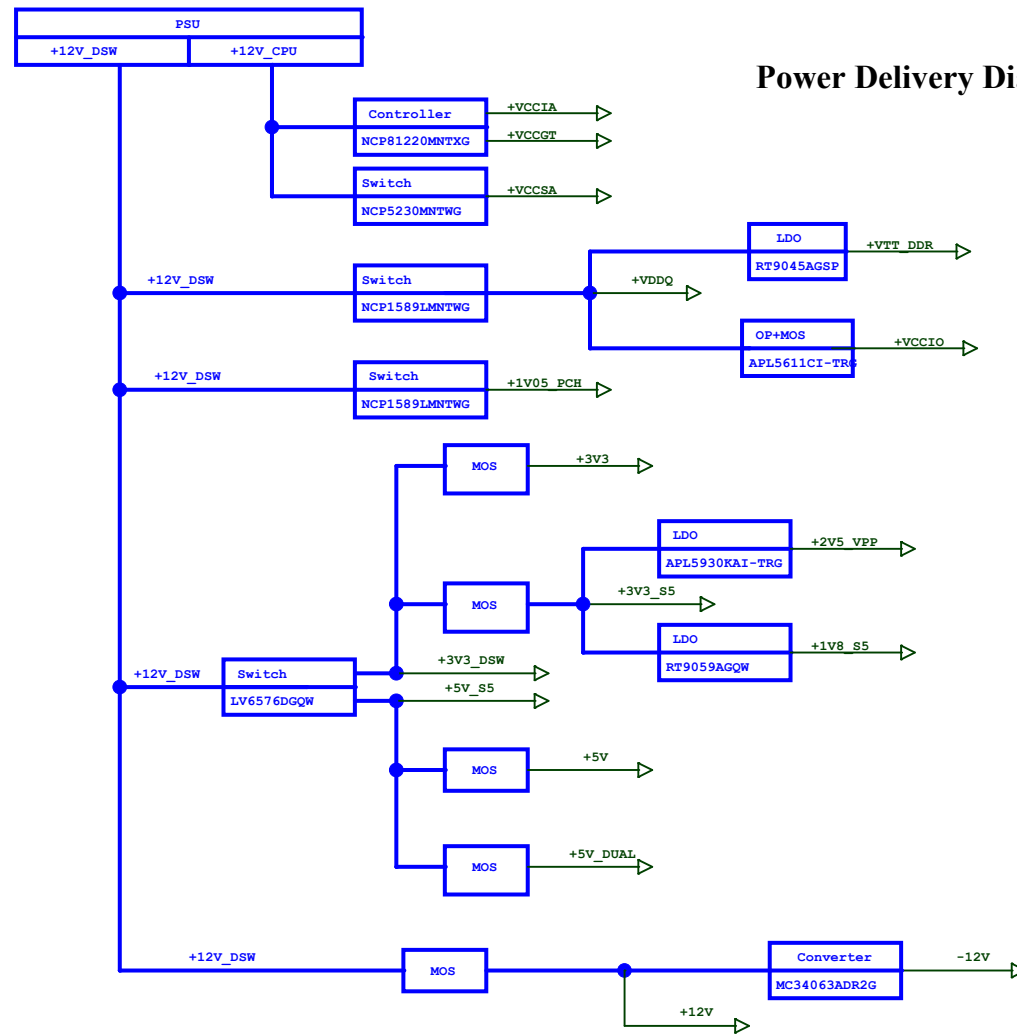 PSU
+12V_DSW
+12V_CPU
Power Delivery Di
Controller
NCP81220MNTXG
+VCCIA
+VCCGT
Switch
NCP5230MNTWG
+VCCSA
LDO
RT9045AGSP
+VTT_DDR
+12V_DSW
Switch
NCP1589LMNTWG
+VDDQ
OP+MOS
APL5611CI-TRG
+VCCIO
+12V_DSW
Switch
NCP1589LMNTWG
+1V05_PCH
MOS
+3V3
LDO
APL5930KAI-TRG
+2V5_VPP
MOS
+3V3_S5
LDO
RT9059AGQW
+1V8_S5
+12V_DSW
Switch
LV6576DGQW
+3V3_DSW
+5V_S5
MOS
+5V
MOS
+5V_DUAL
+12V_DSW
MOS
Converter
MC34063ADR2G
-12V
+12V